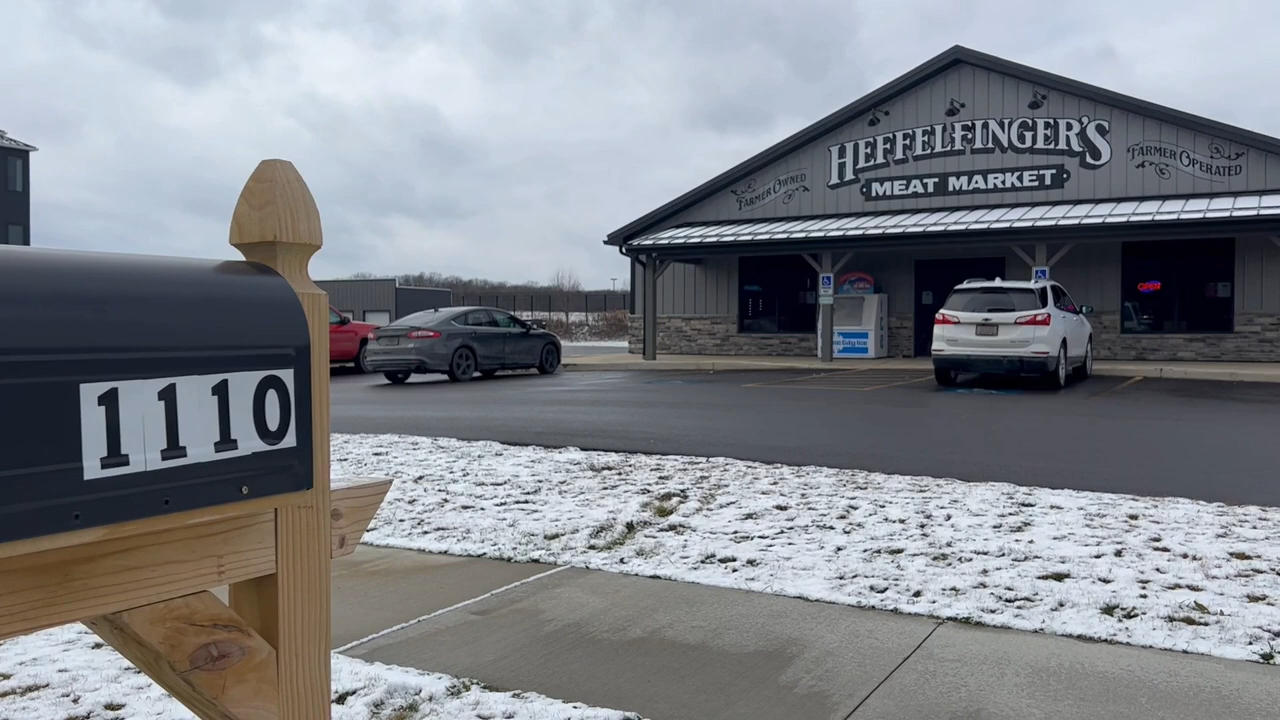 HEFFELFINGER'S
FARMER OWNED
MEAT MARKET
FARMER OPERATED
OPEN
1110